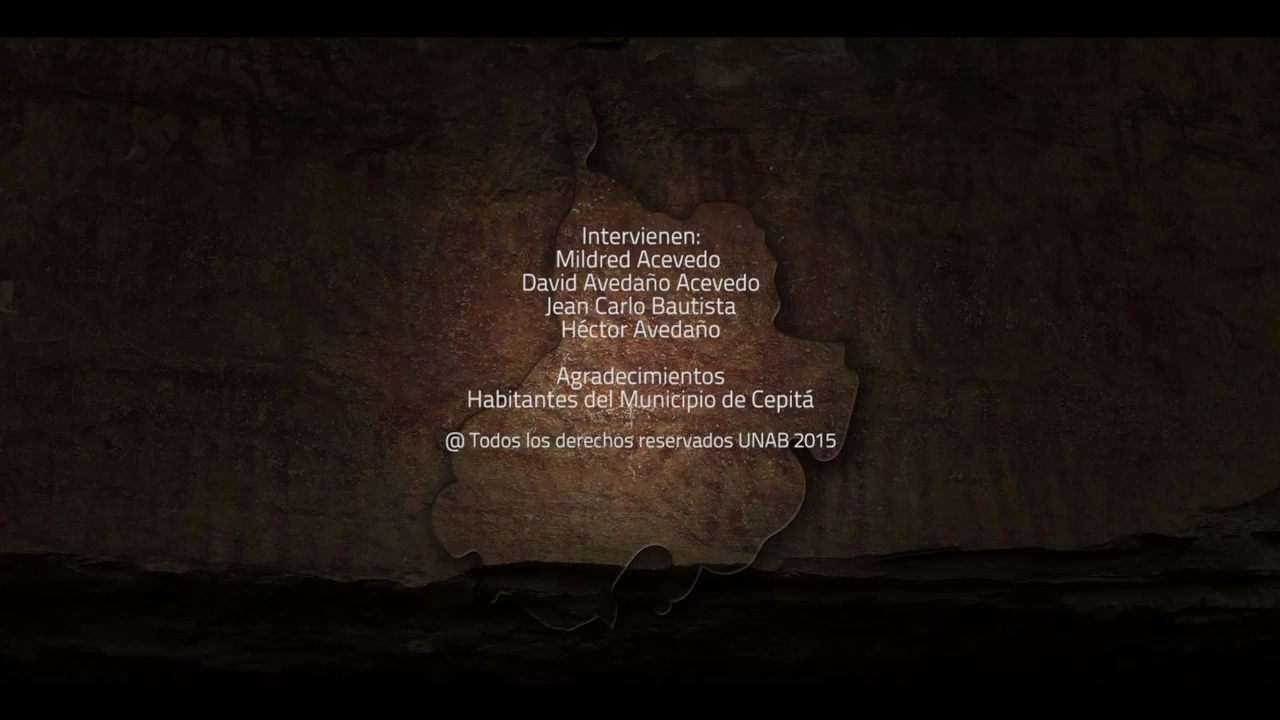 Intervienen:
Mildred Acevedo
David Avedaño Acevedo
Jean Carlo Bautista
Héctor Avedaño
Agradecimientos
Habitantes del Municipio de Cepitá
@ Todos los derechos reservados UNAB 2015